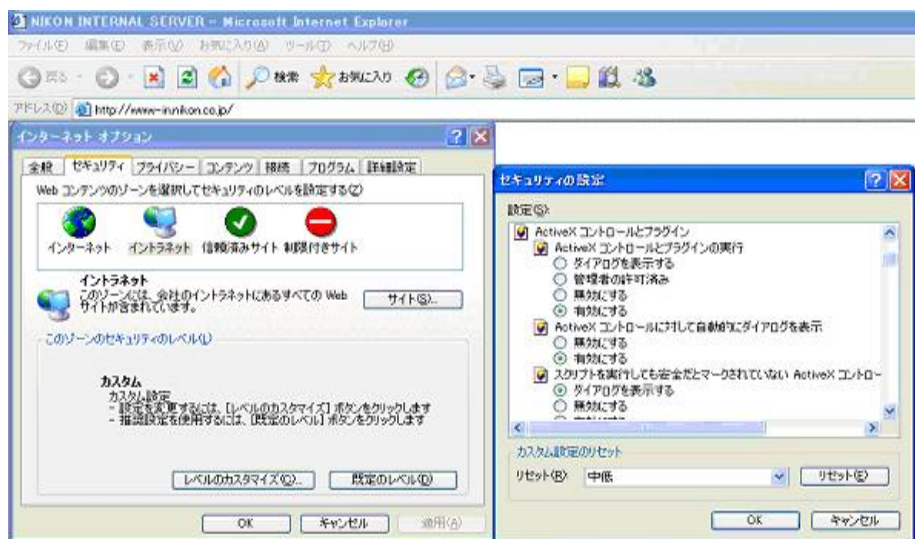 NIKON INTERNAL SERVER - Microsoft Internet Explorer
ファイル(F) 編集(E) 表示(V) お気に入り(A) ツール(T) ヘルプ(H)
戻る 検索 お気に入り
アドレス(D) http://www-in.nikon.co.jp/
インターネット オプション
全般 セキュリティ プライバシー コンテンツ 接続 プログラム 詳細設定
Web コンテンツのゾーンを選択してセキュリティのレベルを設定する(Z)
インターネット イントラネット 信頼済みサイト 制限付きサイト
イントラネット
このゾーンには、会社のイントラネットにあるすべての Web
サイトが含まれています。
サイト(S)...
このゾーンのセキュリティのレベル(L)
カスタム
カスタム設定
- 設定を変更するには、[レベルのカスタマイズ] ボタンをクリックします
- 推奨設定を使用するには、[既定のレベル] ボタンをクリックします
レベルのカスタマイズ(C)... 既定のレベル(D)
OK キャンセル 適用(A)
セキュリティの設定
設定(S):
ActiveX コントロールとプラグイン
ActiveX コントロールとプラグインの実行
ダイアログを表示する
管理者の許可済み
無効にする
有効にする
ActiveX コントロールに対して自動的にダイアログを表示
無効にする
有効にする
スクリプトを実行しても安全だとマークされていない ActiveX コントロー
ダイアログを表示する
無効にする
カスタム設定のリセット
リセット(R): 中低 リセット(E)
OK キャンセル